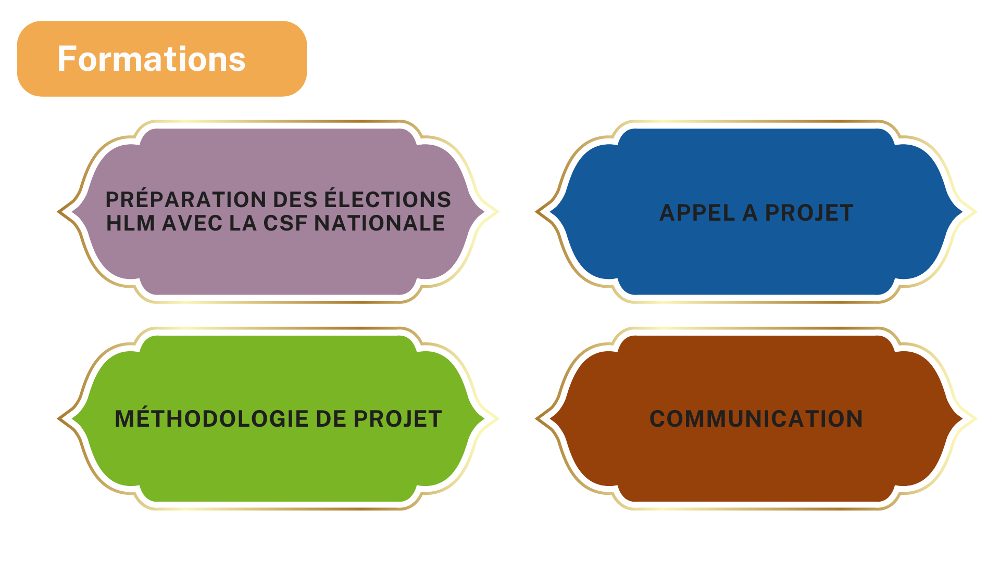 Formations
PRÉPARATION DES ÉLECTIONS
HLM AVEC LA CSF NATIONALE
APPEL A PROJET
MÉTHODOLOGIE DE PROJET
COMMUNICATION